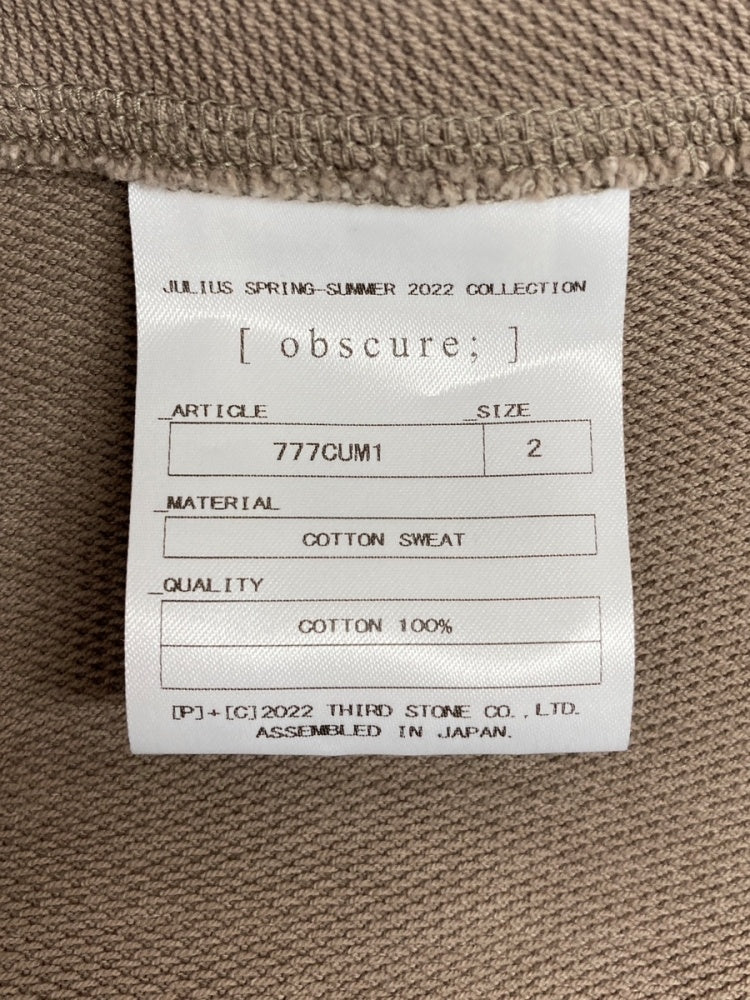 JULIUS SPRING-SUMMER 2022 COLLECTION
[ obscure; ]
_ARTICLE _SIZE
777CUM1 2
_MATERIAL
COTTON SWEAT
_QUALITY
COTTON 100%
[P]+[C]2022 THIRD STONE CO.,LTD.
ASSEMBLED IN JAPAN.